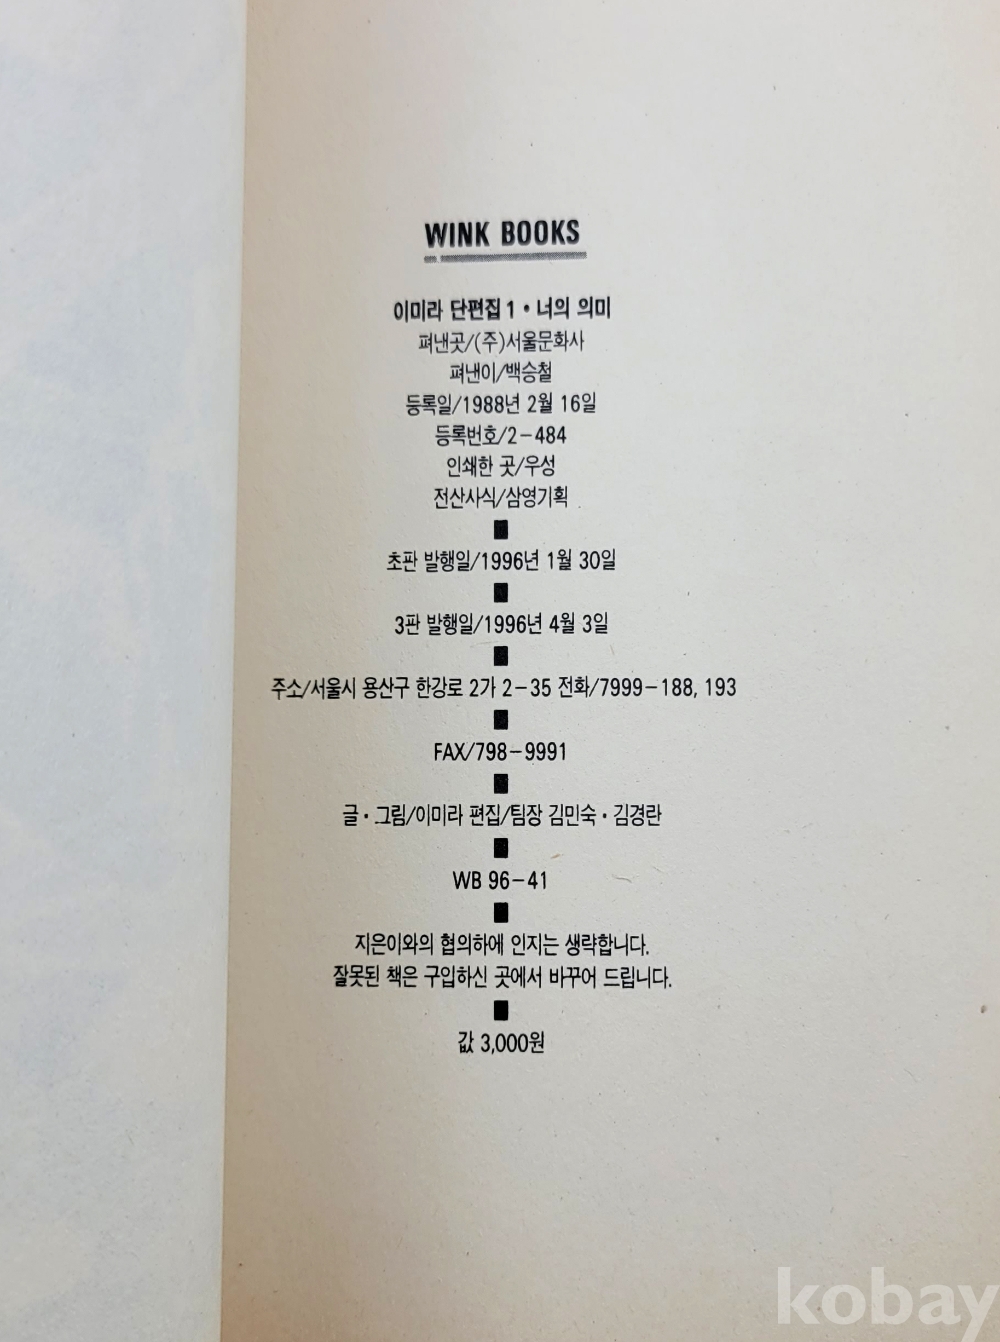 WINK BOOKS
이미라 단편집 1 • 너의 의미
펴낸곳/(주)서울문화사
펴낸이/백승철
등록일/1988년 2월 16일
등록번호/2-484
인쇄한 곳/우성
전산사식/삼영기획
초판 발행일/1996년 1월 30일
3판 발행일/1996년 4월 3일
주소/서울시 용산구 한강로 2가 2-35 전화/7999-188, 193
FAX/798-9991
글 • 그림/이미라 편집/팀장 김민숙 • 김경란
WB 96-41
지은이와의 협의하에 인지는 생략합니다.
잘못된 책은 구입하신 곳에서 바꾸어 드립니다.
값 3,000원
kobay